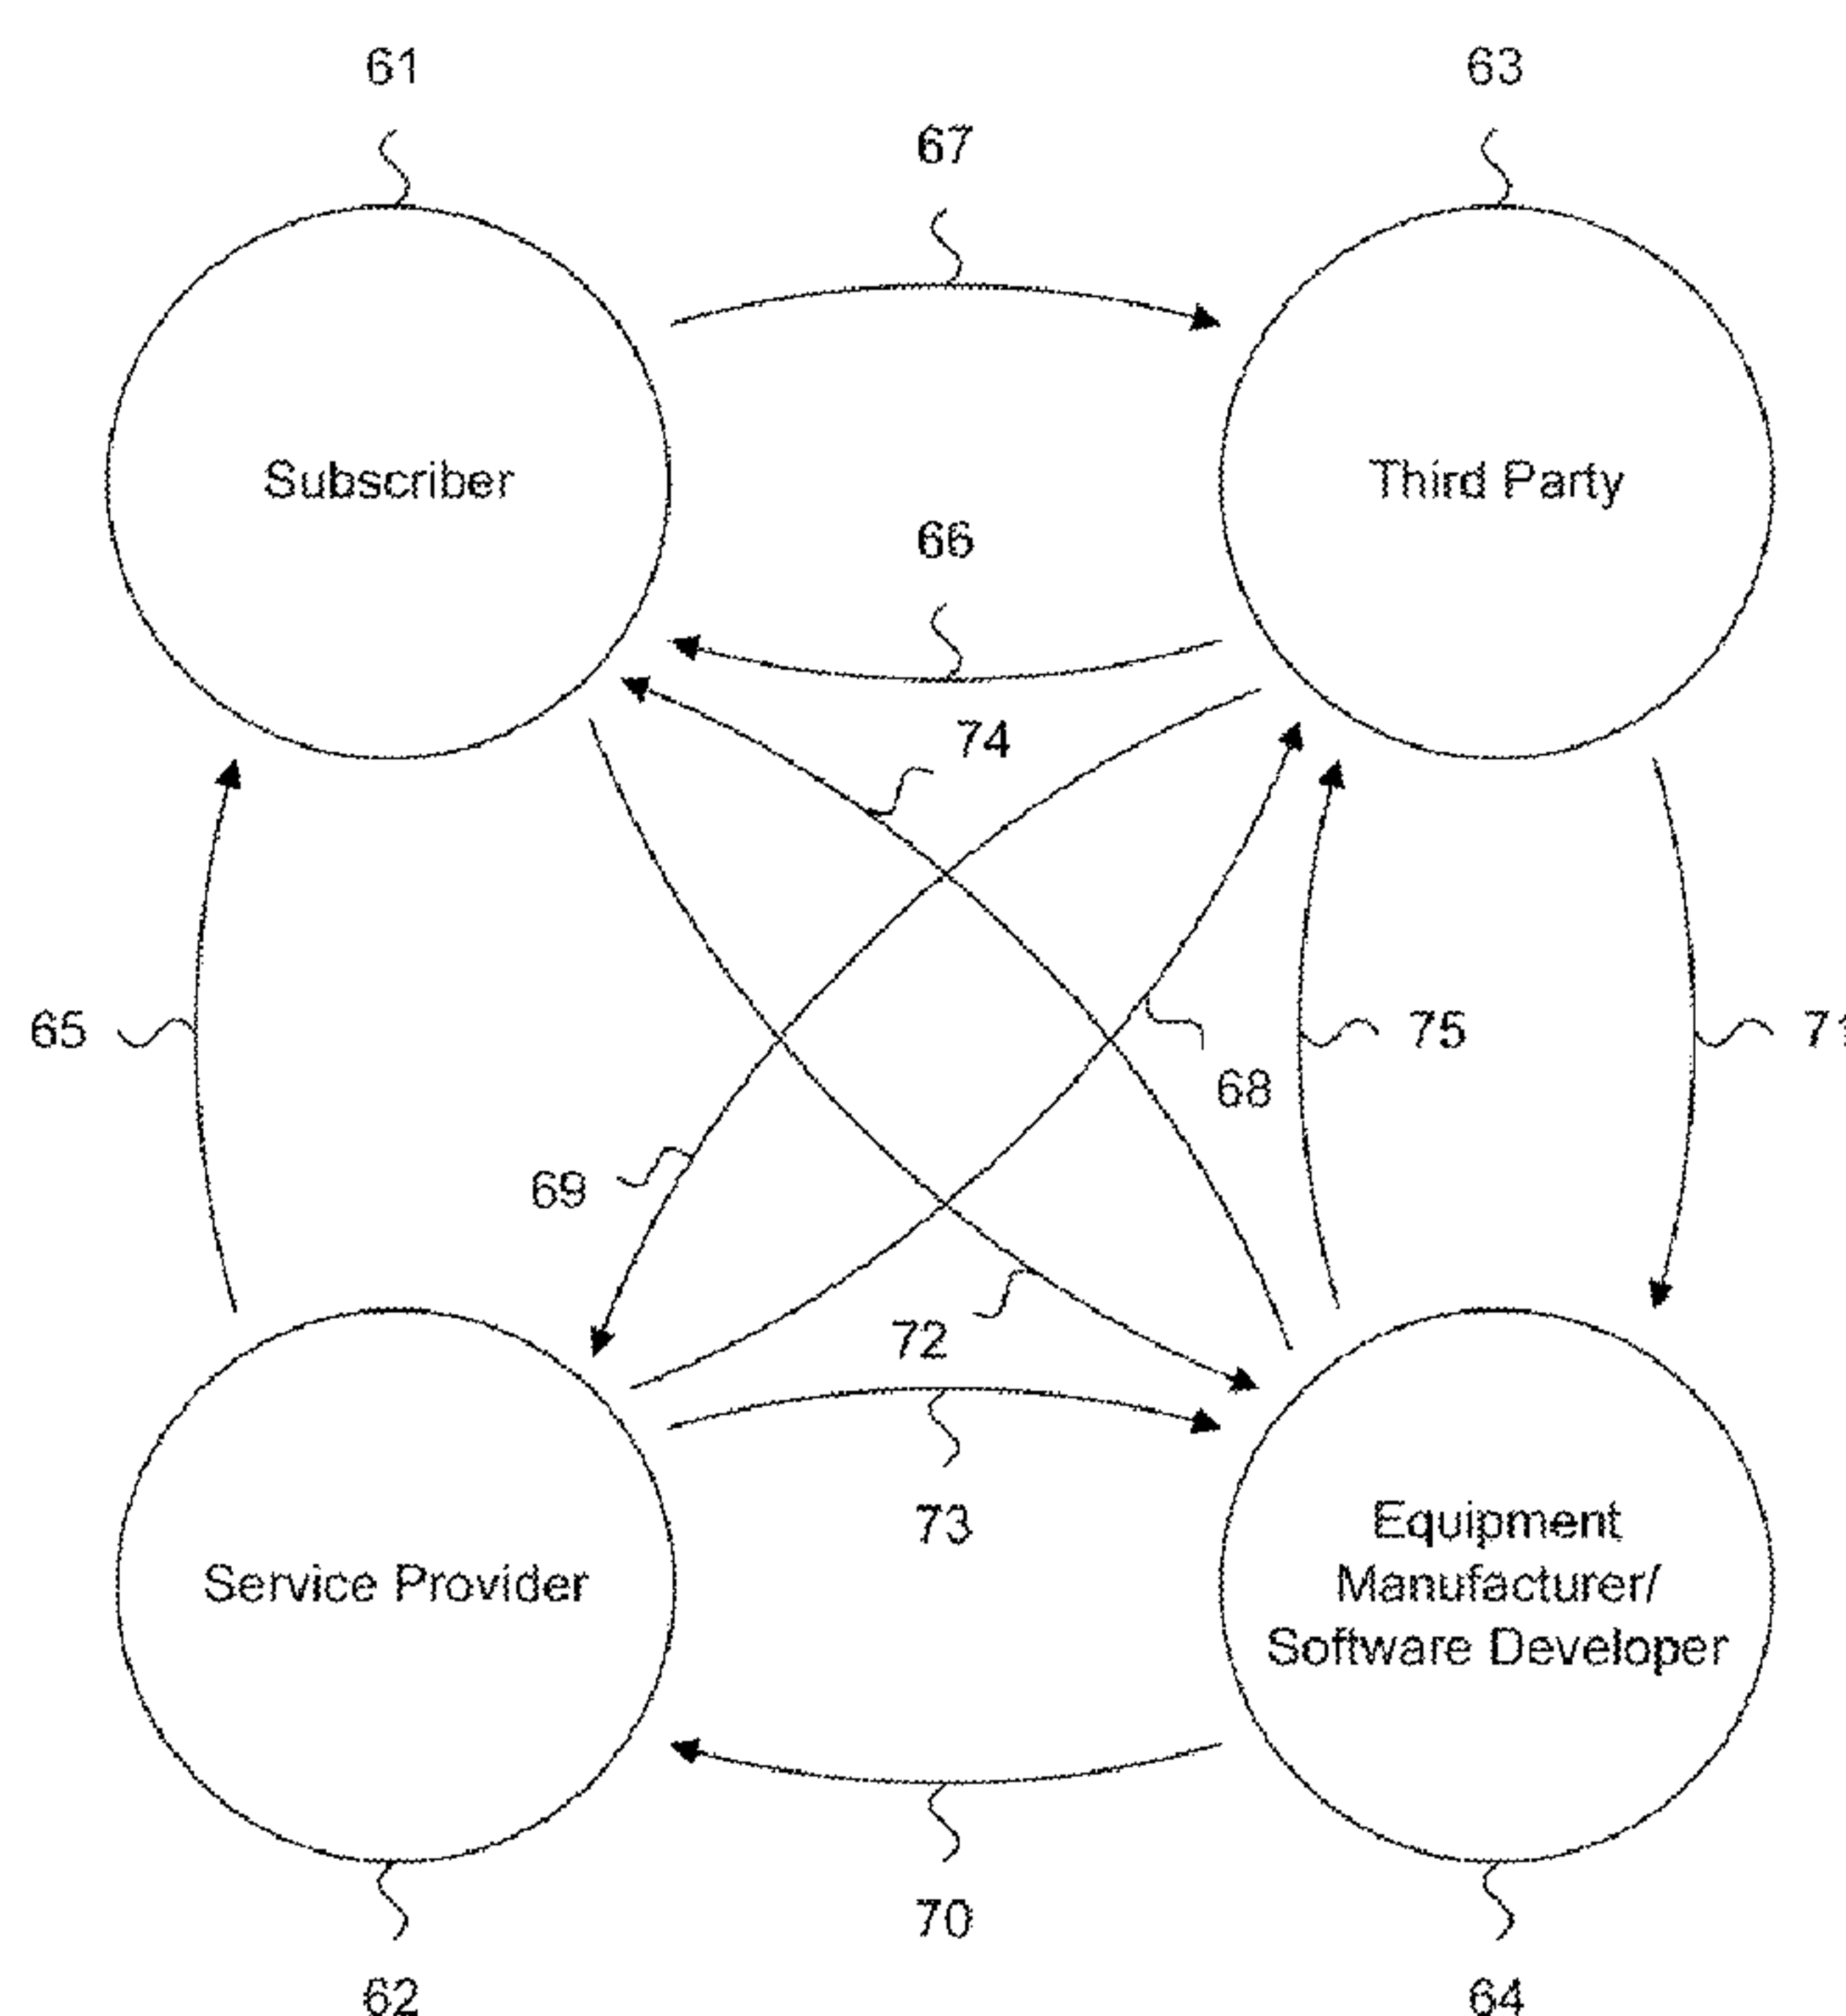 61
63
67
Subscriber
Third Party
66
74
65
75
71
68
69
72
73
Equipment
Manufacturer/
Software Developer
Service Provider
70
62
64